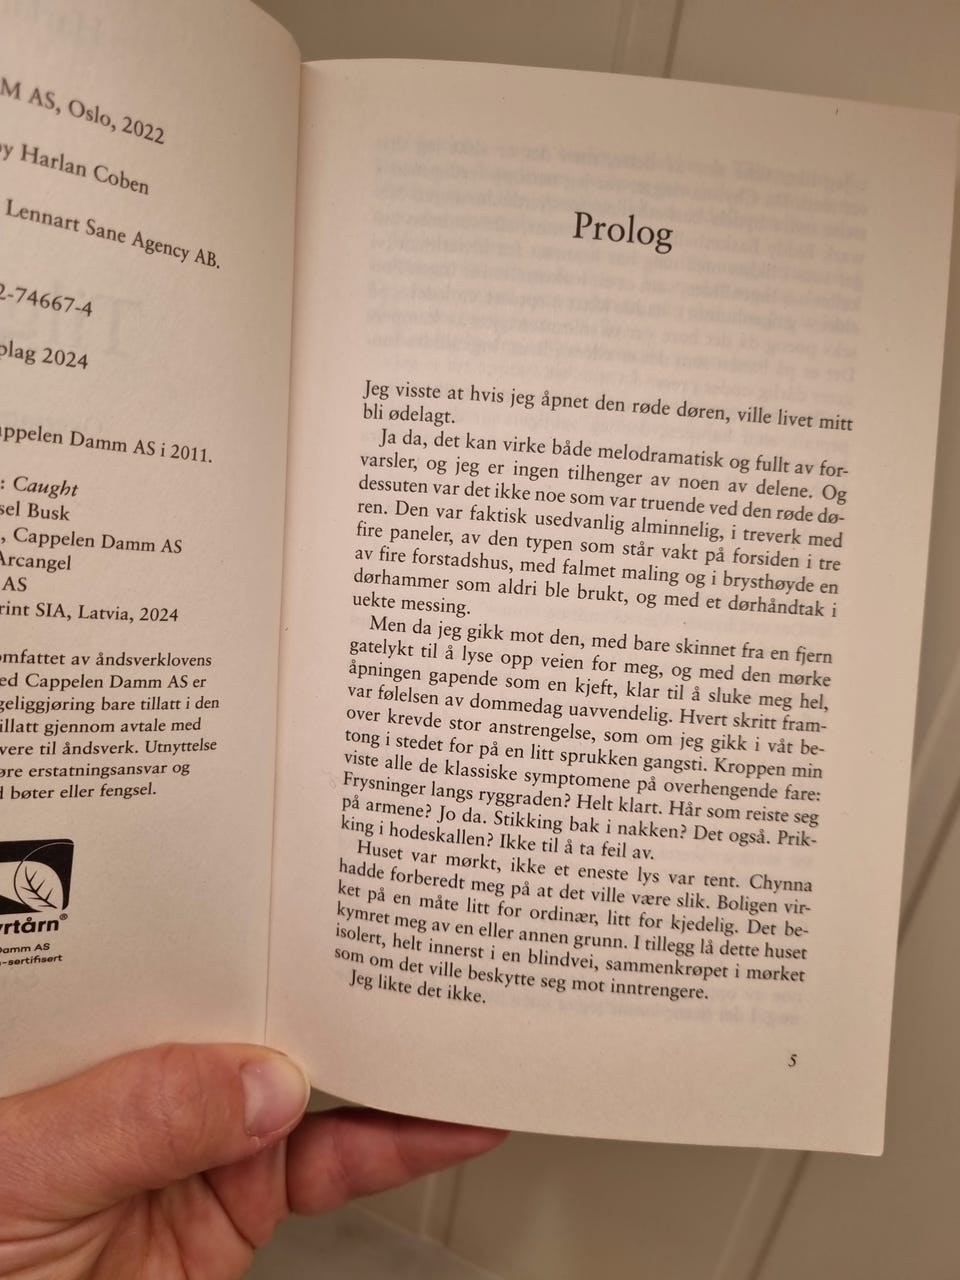 M AS, Oslo, 2022
by Harlan Coben
Lennart Sane Agency AB.
2-74667-4
plag 2024
appelen Damm AS i 2011.
: Caught
sel Busk
, Cappelen Damm AS
Arcangel
AS
rint SIA, Latvia, 2024
omfattet av åndsverklovens
ed Cappelen Damm AS er
geliggjøring bare tillatt i den
illatt gjennom avtale med
vere til åndsverk. Utnyttelse
øre erstatningsansvar og
d bøter eller fengsel.
yrtårn®
Damm AS
-sertifisert
Prolog
Jeg visste at hvis jeg åpnet den røde døren, ville livet mitt
bli ødelagt.
Ja da, det kan virke både melodramatisk og fullt av for-
varsler, og jeg er ingen tilhenger av noen av delene. Og
dessuten var det ikke noe som var truende ved den røde dø-
ren. Den var faktisk usedvanlig alminnelig, i treverk med
fire paneler, av den typen som står vakt på forsiden i tre
av fire forstadshus, med falmet maling og i brysthøyde en
dørhammer som aldri ble brukt, og med et dørhåndtak i
uekte messing.
Men da jeg gikk mot den, med bare skinnet fra en fjern
gatelykt til å lyse opp veien for meg, og med den mørke
åpningen gapende som en kjeft, klar til å sluke meg hel,
var følelsen av dommedag uavvendelig. Hvert skritt fram-
over krevde stor anstrengelse, som om jeg gikk i våt be-
tong i stedet for på en litt sprukken gangsti. Kroppen min
viste alle de klassiske symptomene på overhengende fare:
Frysninger langs ryggraden? Helt klart. Hår som reiste seg
på armene? Jo da. Stikking bak i nakken? Det også. Prik-
king i hodeskallen? Ikke til å ta feil av.
Huset var mørkt, ikke et eneste lys var tent. Chynna
hadde forberedt meg på at det ville være slik. Boligen vir-
ket på en måte litt for ordinær, litt for kjedelig. Det be-
kymret meg av en eller annen grunn. I tillegg lå dette huset
isolert, helt innerst i en blindvei, sammenkrøpet i mørket
som om det ville beskytte seg mot inntrengere.
Jeg likte det ikke.
5